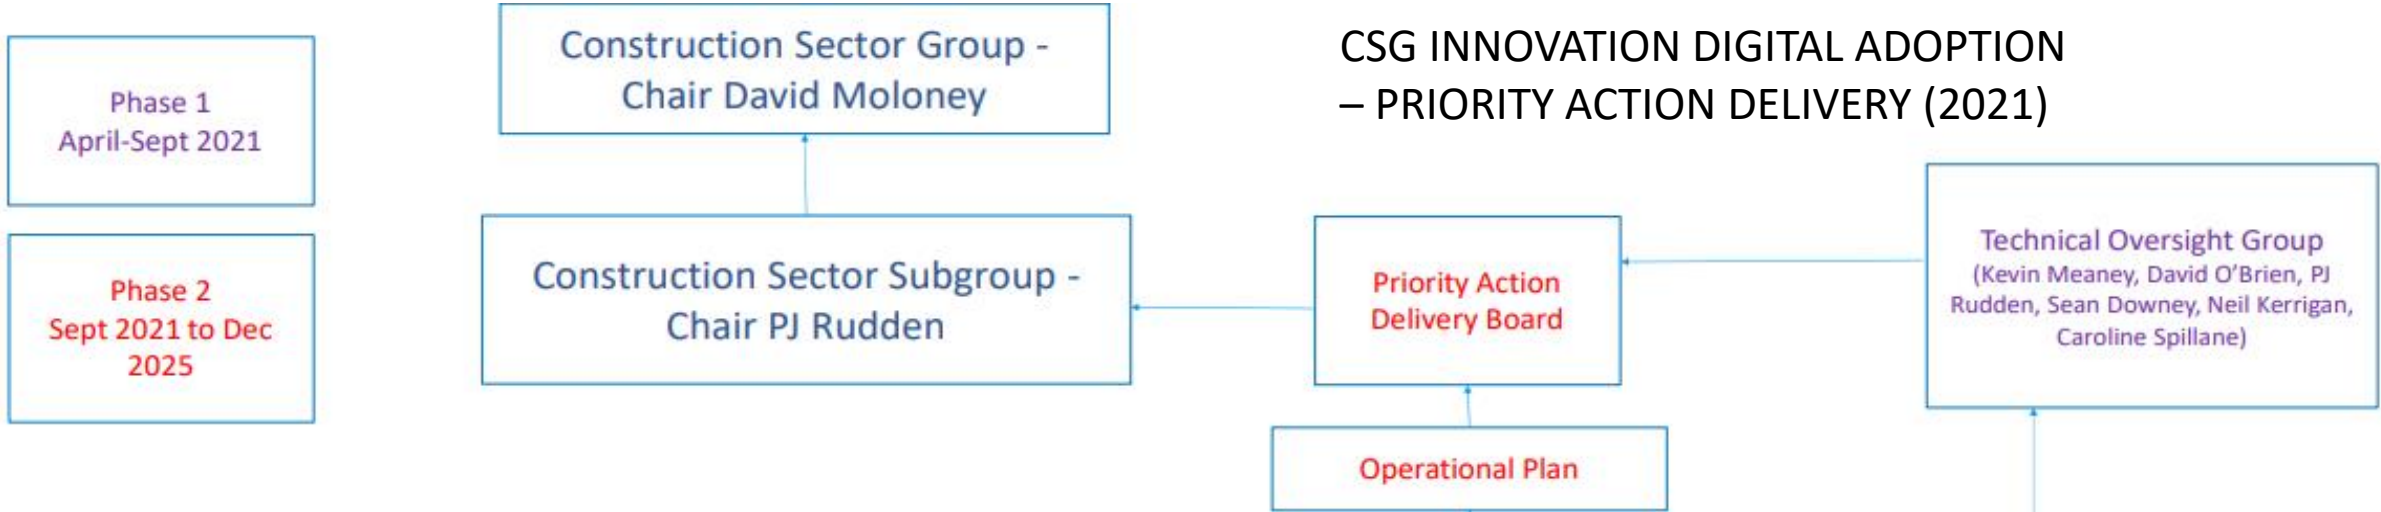 Phase 1
April-Sept 2021
Phase 2
Sept 2021 to Dec
2025
Construction Sector Group -
Chair David Moloney
Construction Sector Subgroup -
Chair PJ Rudden
CSG INNOVATION DIGITAL ADOPTION
– PRIORITY ACTION DELIVERY (2021)
Priority Action
Delivery Board
Operational Plan
Technical Oversight Group
(Kevin Meaney, David O’Brien, PJ
Rudden, Sean Downey, Neil Kerrigan,
Caroline Spillane)